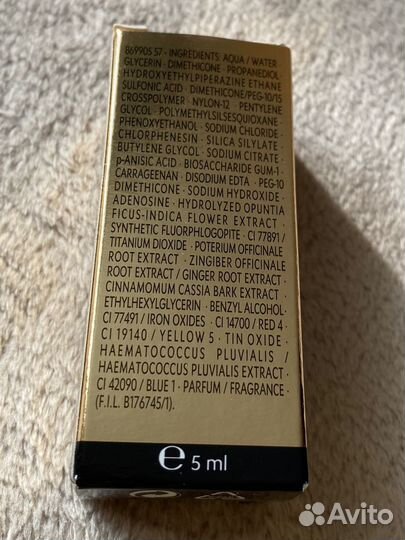 869905 57 · INGREDIENTS: AQUA / WATER
GLYCERIN · DIMETHICONE · PROPANEDIOL ·
HYDROXYETHYLPIPERAZINE ETHANE
SULFONIC ACID · DIMETHICONE/PEG-10/15
CROSSPOLYMER · NYLON-12 · PENTYLENE
GLYCOL · POLYMETHYLSILSESQUIOXANE ·
PHENOXYETHANOL · SODIUM CHLORIDE ·
CHLORPHENESIN · SILICA SILYLATE ·
BUTYLENE GLYCOL · SODIUM CITRATE ·
p-ANISIC ACID · BIOSACCHARIDE GUM-1 ·
CARRAGEENAN · DISODIUM EDTA · PEG-10
DIMETHICONE · SODIUM HYDROXIDE ·
ADENOSINE · HYDROLYZED OPUNTIA
FICUS-INDICA FLOWER EXTRACT ·
SYNTHETIC FLUORPHLOGOPITE · CI 77891 /
TITANIUM DIOXIDE · POTERIUM OFFICINALE
ROOT EXTRACT · ZINGIBER OFFICINALE
ROOT EXTRACT / GINGER ROOT EXTRACT ·
CINNAMOMUM CASSIA BARK EXTRACT ·
ETHYLHEXYLGLYCERIN · BENZYL ALCOHOL ·
CI 77491 / IRON OXIDES · CI 14700 / RED 4 ·
CI 19140 / YELLOW 5 · TIN OXIDE ·
HAEMATOCOCCUS PLUVIALIS /
HAEMATOCOCCUS PLUVIALIS EXTRACT ·
CI 42090 / BLUE 1 · PARFUM / FRAGRANCE
(F.I.L. B176745/1).
e 5 ml
Avito